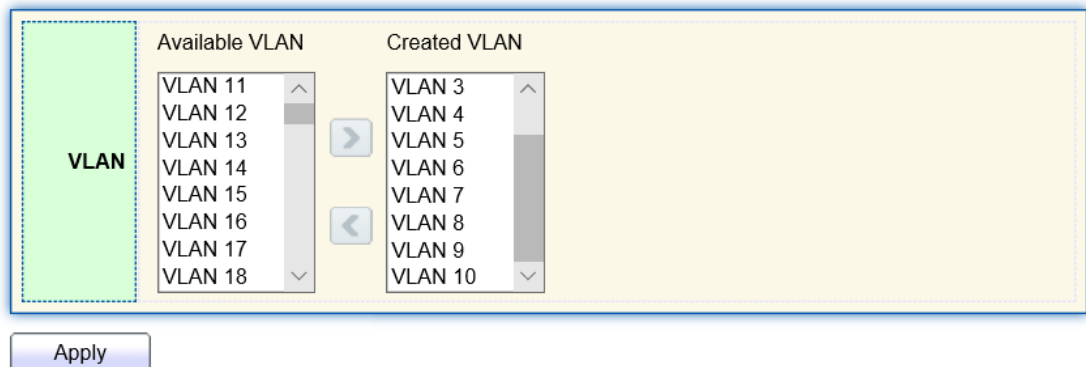 Available VLAN
Created VLAN
VLAN
VLAN 11
VLAN 12
VLAN 13
VLAN 14
VLAN 15
VLAN 16
VLAN 17
VLAN 18
VLAN 3
VLAN 4
VLAN 5
VLAN 6
VLAN 7
VLAN 8
VLAN 9
VLAN 10
Apply